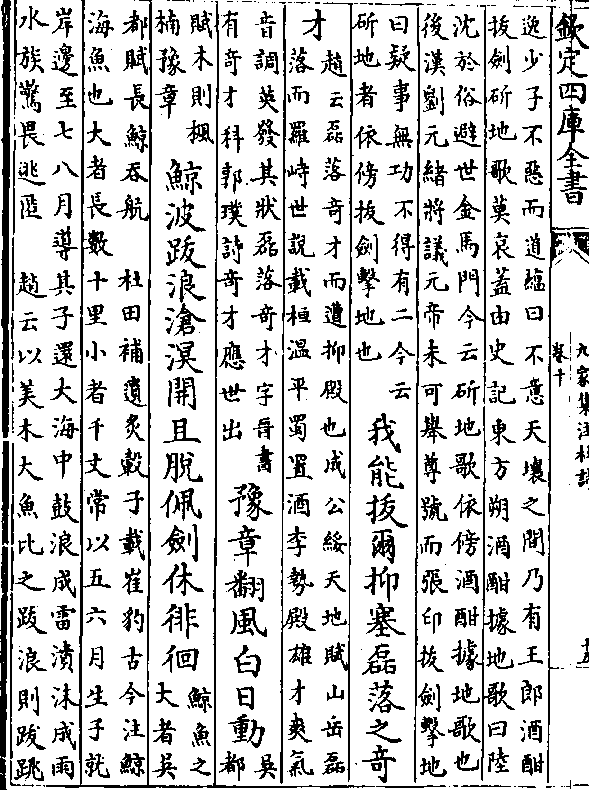 欽定四庫全書
卷十
九家集注杜詩
逸少子不惡而道韞曰不意天壤之間乃有王郎酒酣
拔劍斫地歌莫哀蓋由史記東方朔酒酣據地歌曰陸
沈於俗避世金馬門今云斫地歌依傍酒酣據地歌也
後漢劉元緒將議元帝未可舉尊號而張印拔劍擊地
曰疑事無功不得有二今云
斫地者依傍拔劍擊地也
我能拔爾抑塞磊落之奇
才
趙云磊落奇才而遭抑厭也成公綏天地賦山岳磊
落而羅峙世說載桓溫平蜀置酒李勢殿雄才爽氣
音調英發其狀磊落奇才字晉書
有奇才科郭璞詩奇才應世出
豫章翻風白日動
吳
都
賦木則楓
楠豫章
鯨波跋浪滄溟開且脫佩劍休徘徊
鯨魚之
大者吳
都賦長鯨吞航
海魚也大者長數
杜田補遺炙轂子載崔豹古今注鯨
十里小者千丈常以五六月生子就
岸邊至七八月導其子還大海中鼓浪成雷濆沫成雨
水族驚畏逃匿
趙云以美木大魚比之跋浪則跋跳